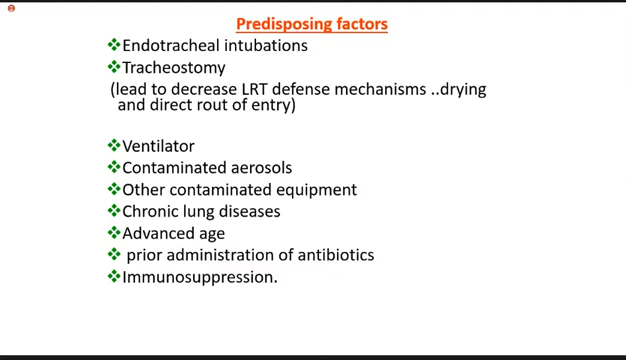 Predisposing factors
❖Endotracheal intubations
❖Tracheostomy
(lead to decrease LRT defense mechanisms ..drying
and direct rout of entry)
❖Ventilator
❖Contaminated aerosols
❖Other contaminated equipment
❖Chronic lung diseases
❖Advanced age
❖ prior administration of antibiotics
❖Immunosuppression.